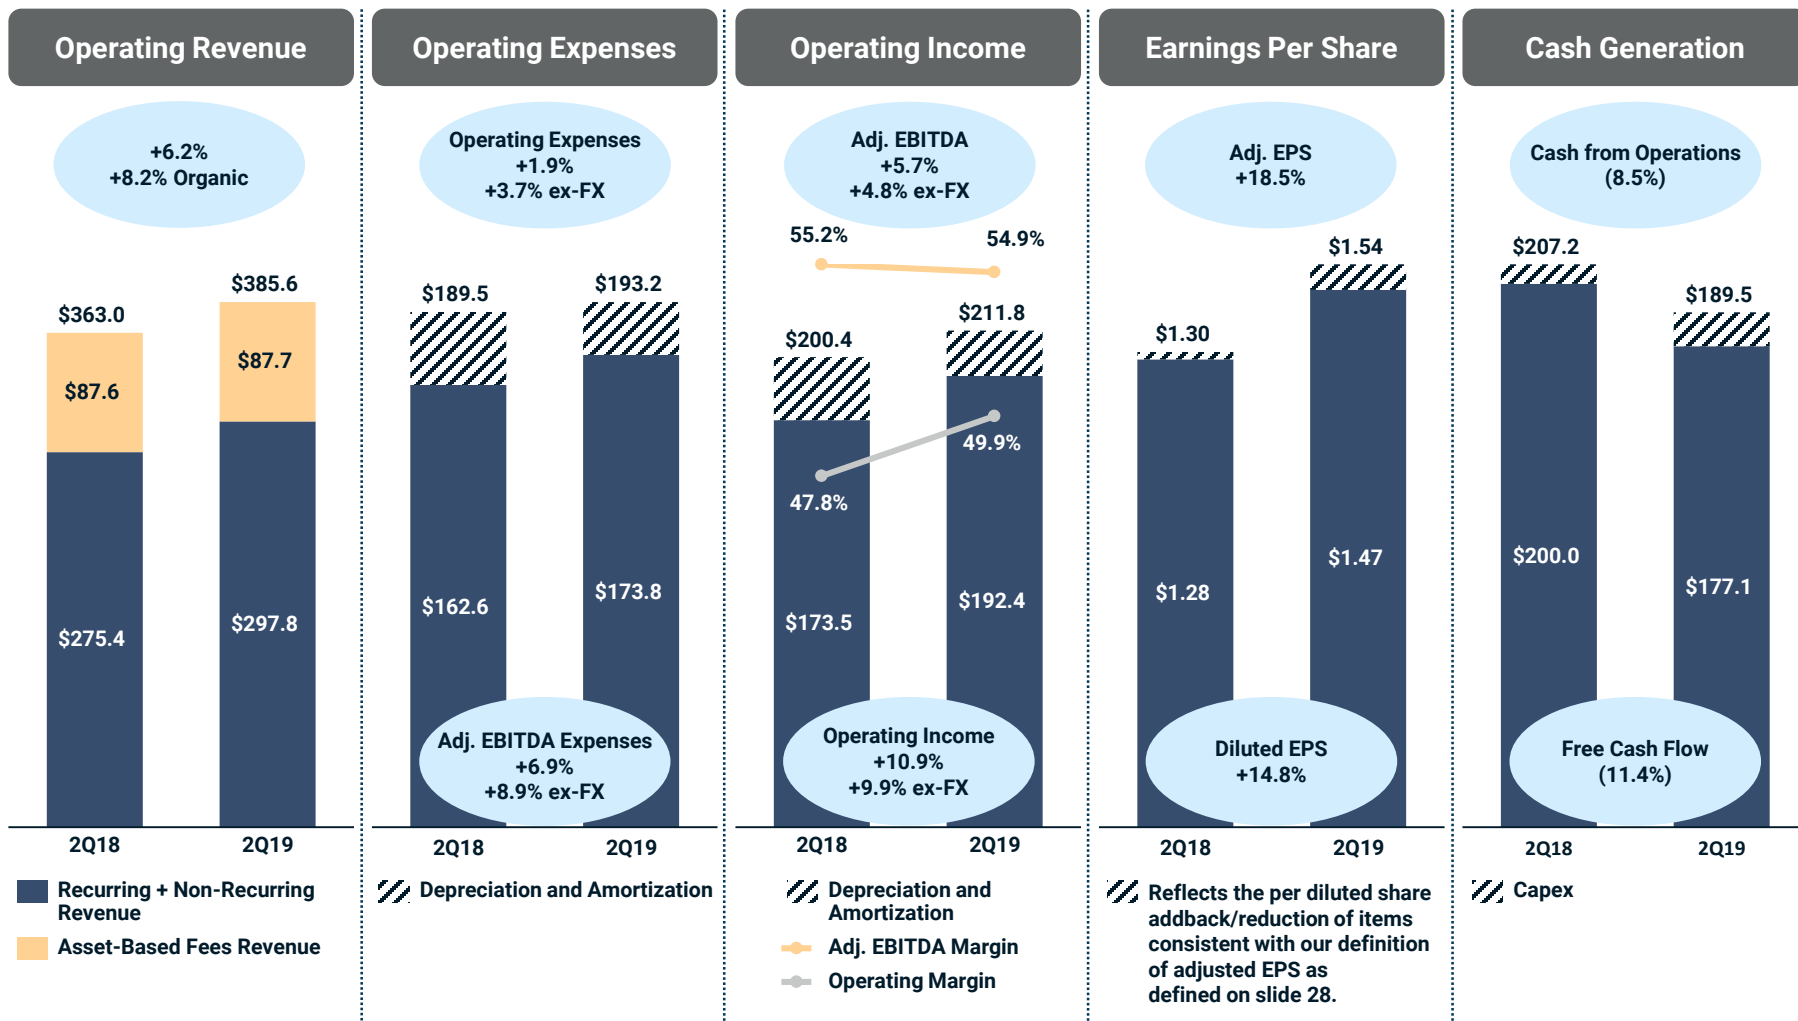 Operating Revenue
+6.2%
+8.2% Organic
$363.0
$385.6
$87.6
$87.7
$275.4
$297.8
2Q18
2Q19
Recurring + Non-Recurring
Revenue
Asset-Based Fees Revenue
Operating Expenses
Operating Expenses
+1.9%
+3.7% ex-FX
$189.5
$193.2
$162.6
$173.8
Adj. EBITDA Expenses
+6.9%
+8.9% ex-FX
2Q18
2Q19
Depreciation and Amortization
Operating Income
Adj. EBITDA
+5.7%
+4.8% ex-FX
55.2%
54.9%
$200.4
$211.8
47.8%
49.9%
$173.5
$192.4
Operating Income
+10.9%
+9.9% ex-FX
2Q18
2Q19
Depreciation and
Amortization
Adj. EBITDA Margin
Operating Margin
Earnings Per Share
Adj. EPS
+18.5%
$1.30
$1.54
$1.28
$1.47
Diluted EPS
+14.8%
2Q18
2Q19
Reflects the per diluted share
addback/reduction of items
consistent with our definition
of adjusted EPS as
defined on slide 28.
Cash Generation
Cash from Operations
(8.5%)
$207.2
$189.5
$200.0
$177.1
Free Cash Flow
(11.4%)
2Q18
2Q19
Capex